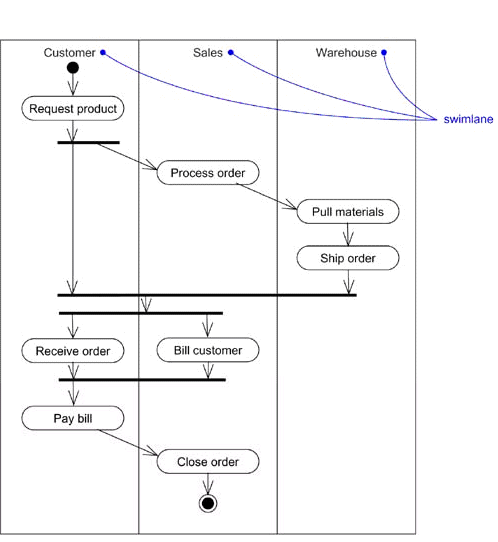 Customer
Sales
Warehouse
swimlane
Request product
Process order
Pull materials
Ship order
Receive order
Bill customer
Pay bill
Close order